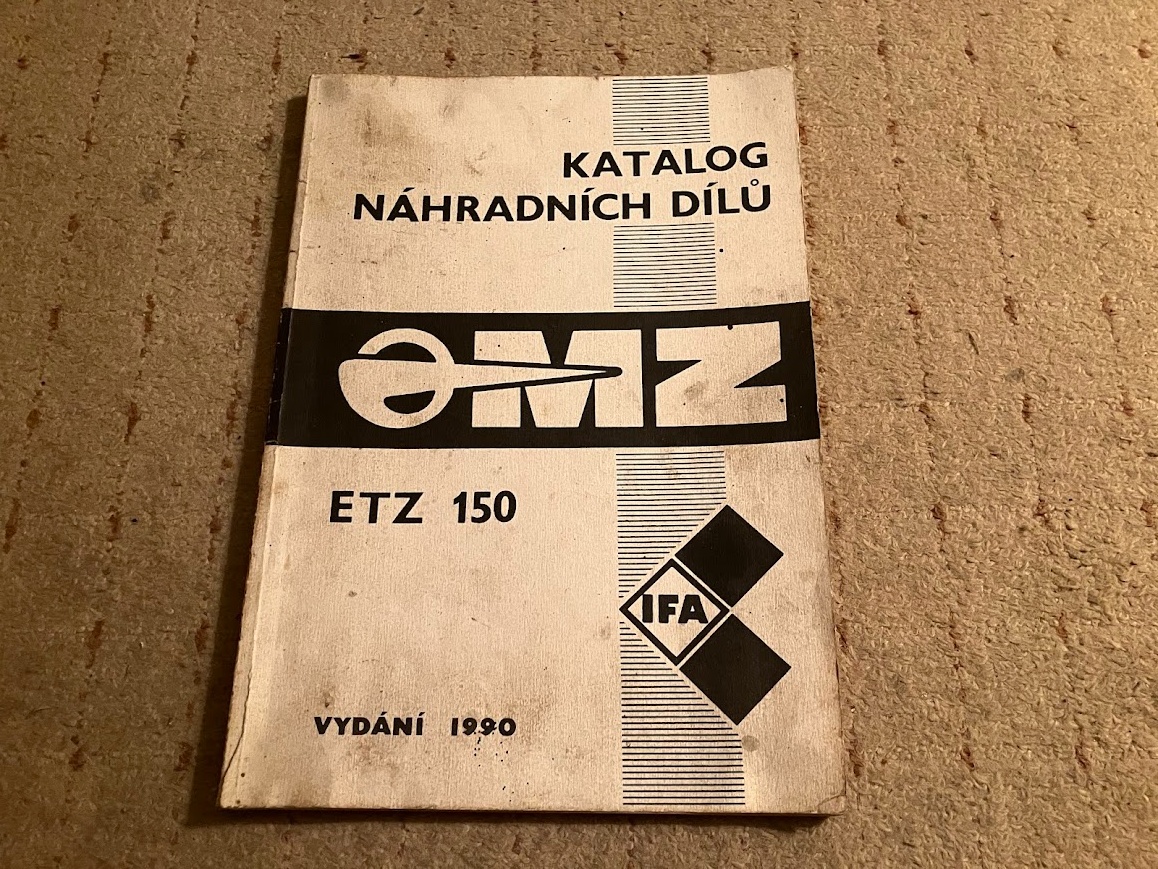 KATALOG
NÁHRADNÍCH DÍLŮ
MZ
ETZ 150
IFA
VYDÁNÍ 1990